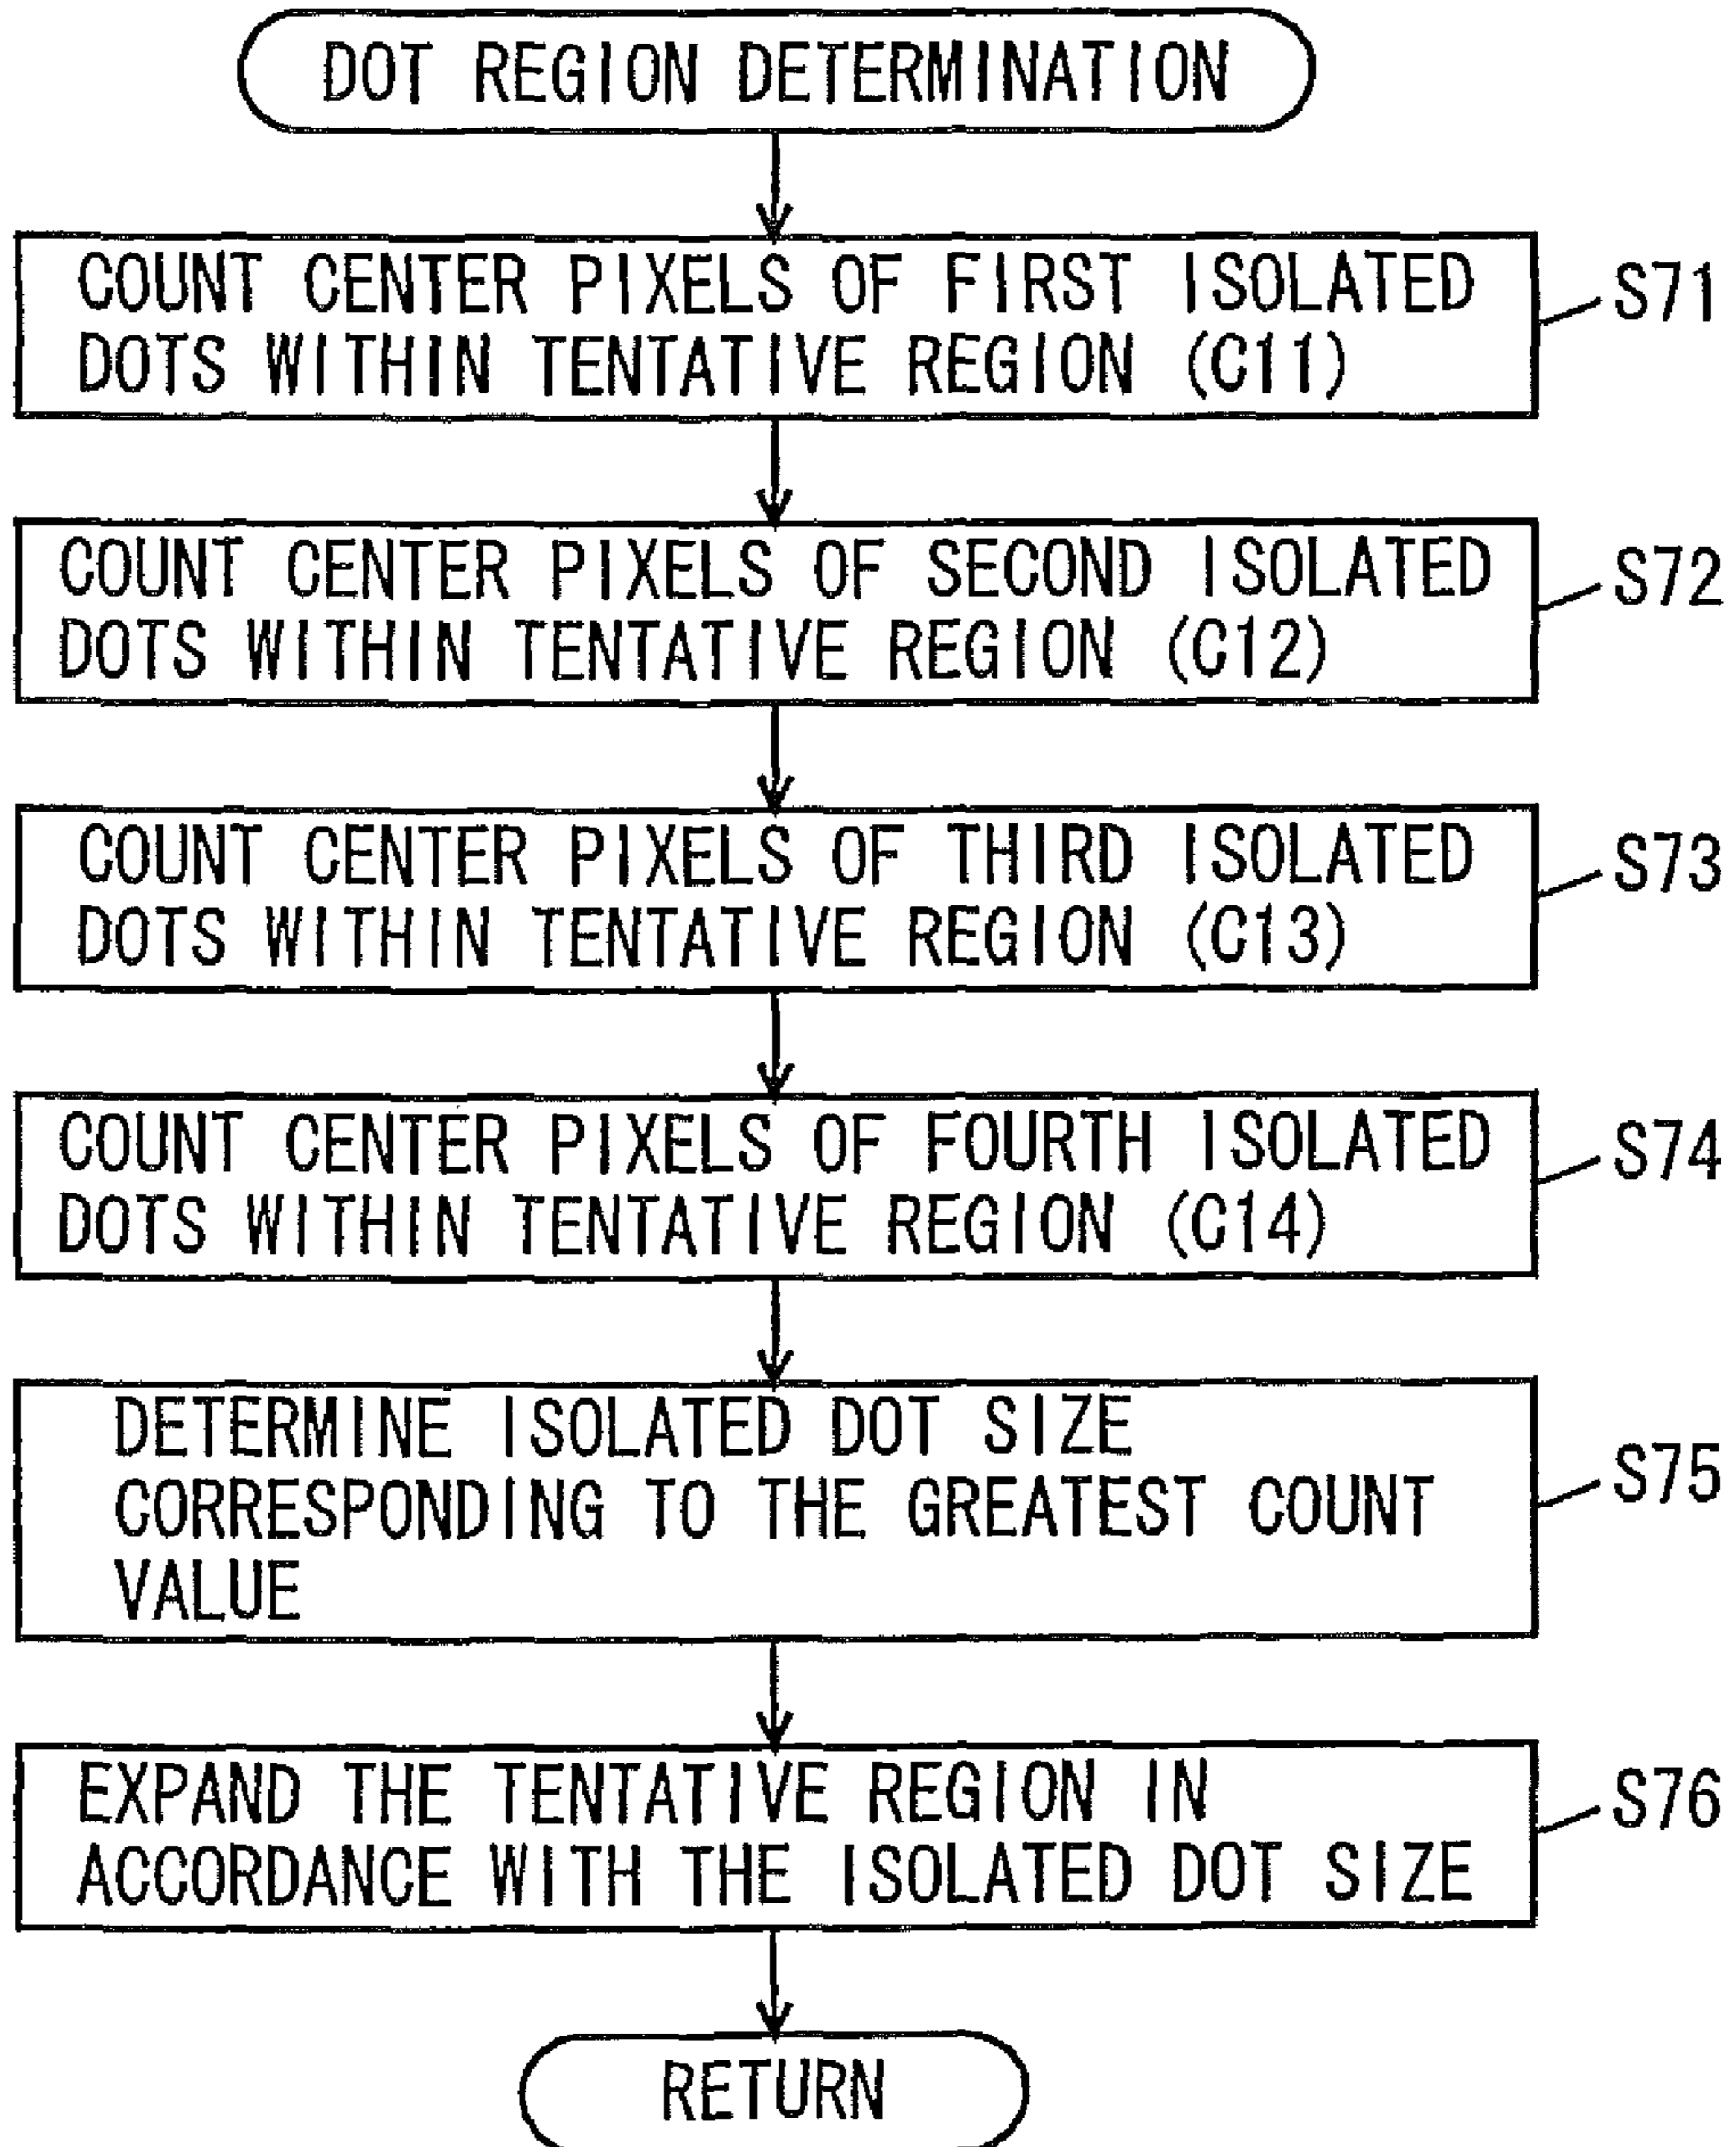 DOT REGION DETERMINATION
COUNT CENTER PIXELS OF FIRST ISOLATED
DOTS WITHIN TENTATIVE REGION (C11)
S71
COUNT CENTER PIXELS OF SECOND ISOLATED
DOTS WITHIN TENTATIVE REGION (C12)
S72
COUNT CENTER PIXELS OF THIRD ISOLATED
DOTS WITHIN TENTATIVE REGION (C13)
S73
COUNT CENTER PIXELS OF FOURTH ISOLATED
DOTS WITHIN TENTATIVE REGION (C14)
S74
DETERMINE ISOLATED DOT SIZE
CORRESPONDING TO THE GREATEST COUNT
VALUE
S75
EXPAND THE TENTATIVE REGION IN
ACCORDANCE WITH THE ISOLATED DOT SIZE
S76
RETURN